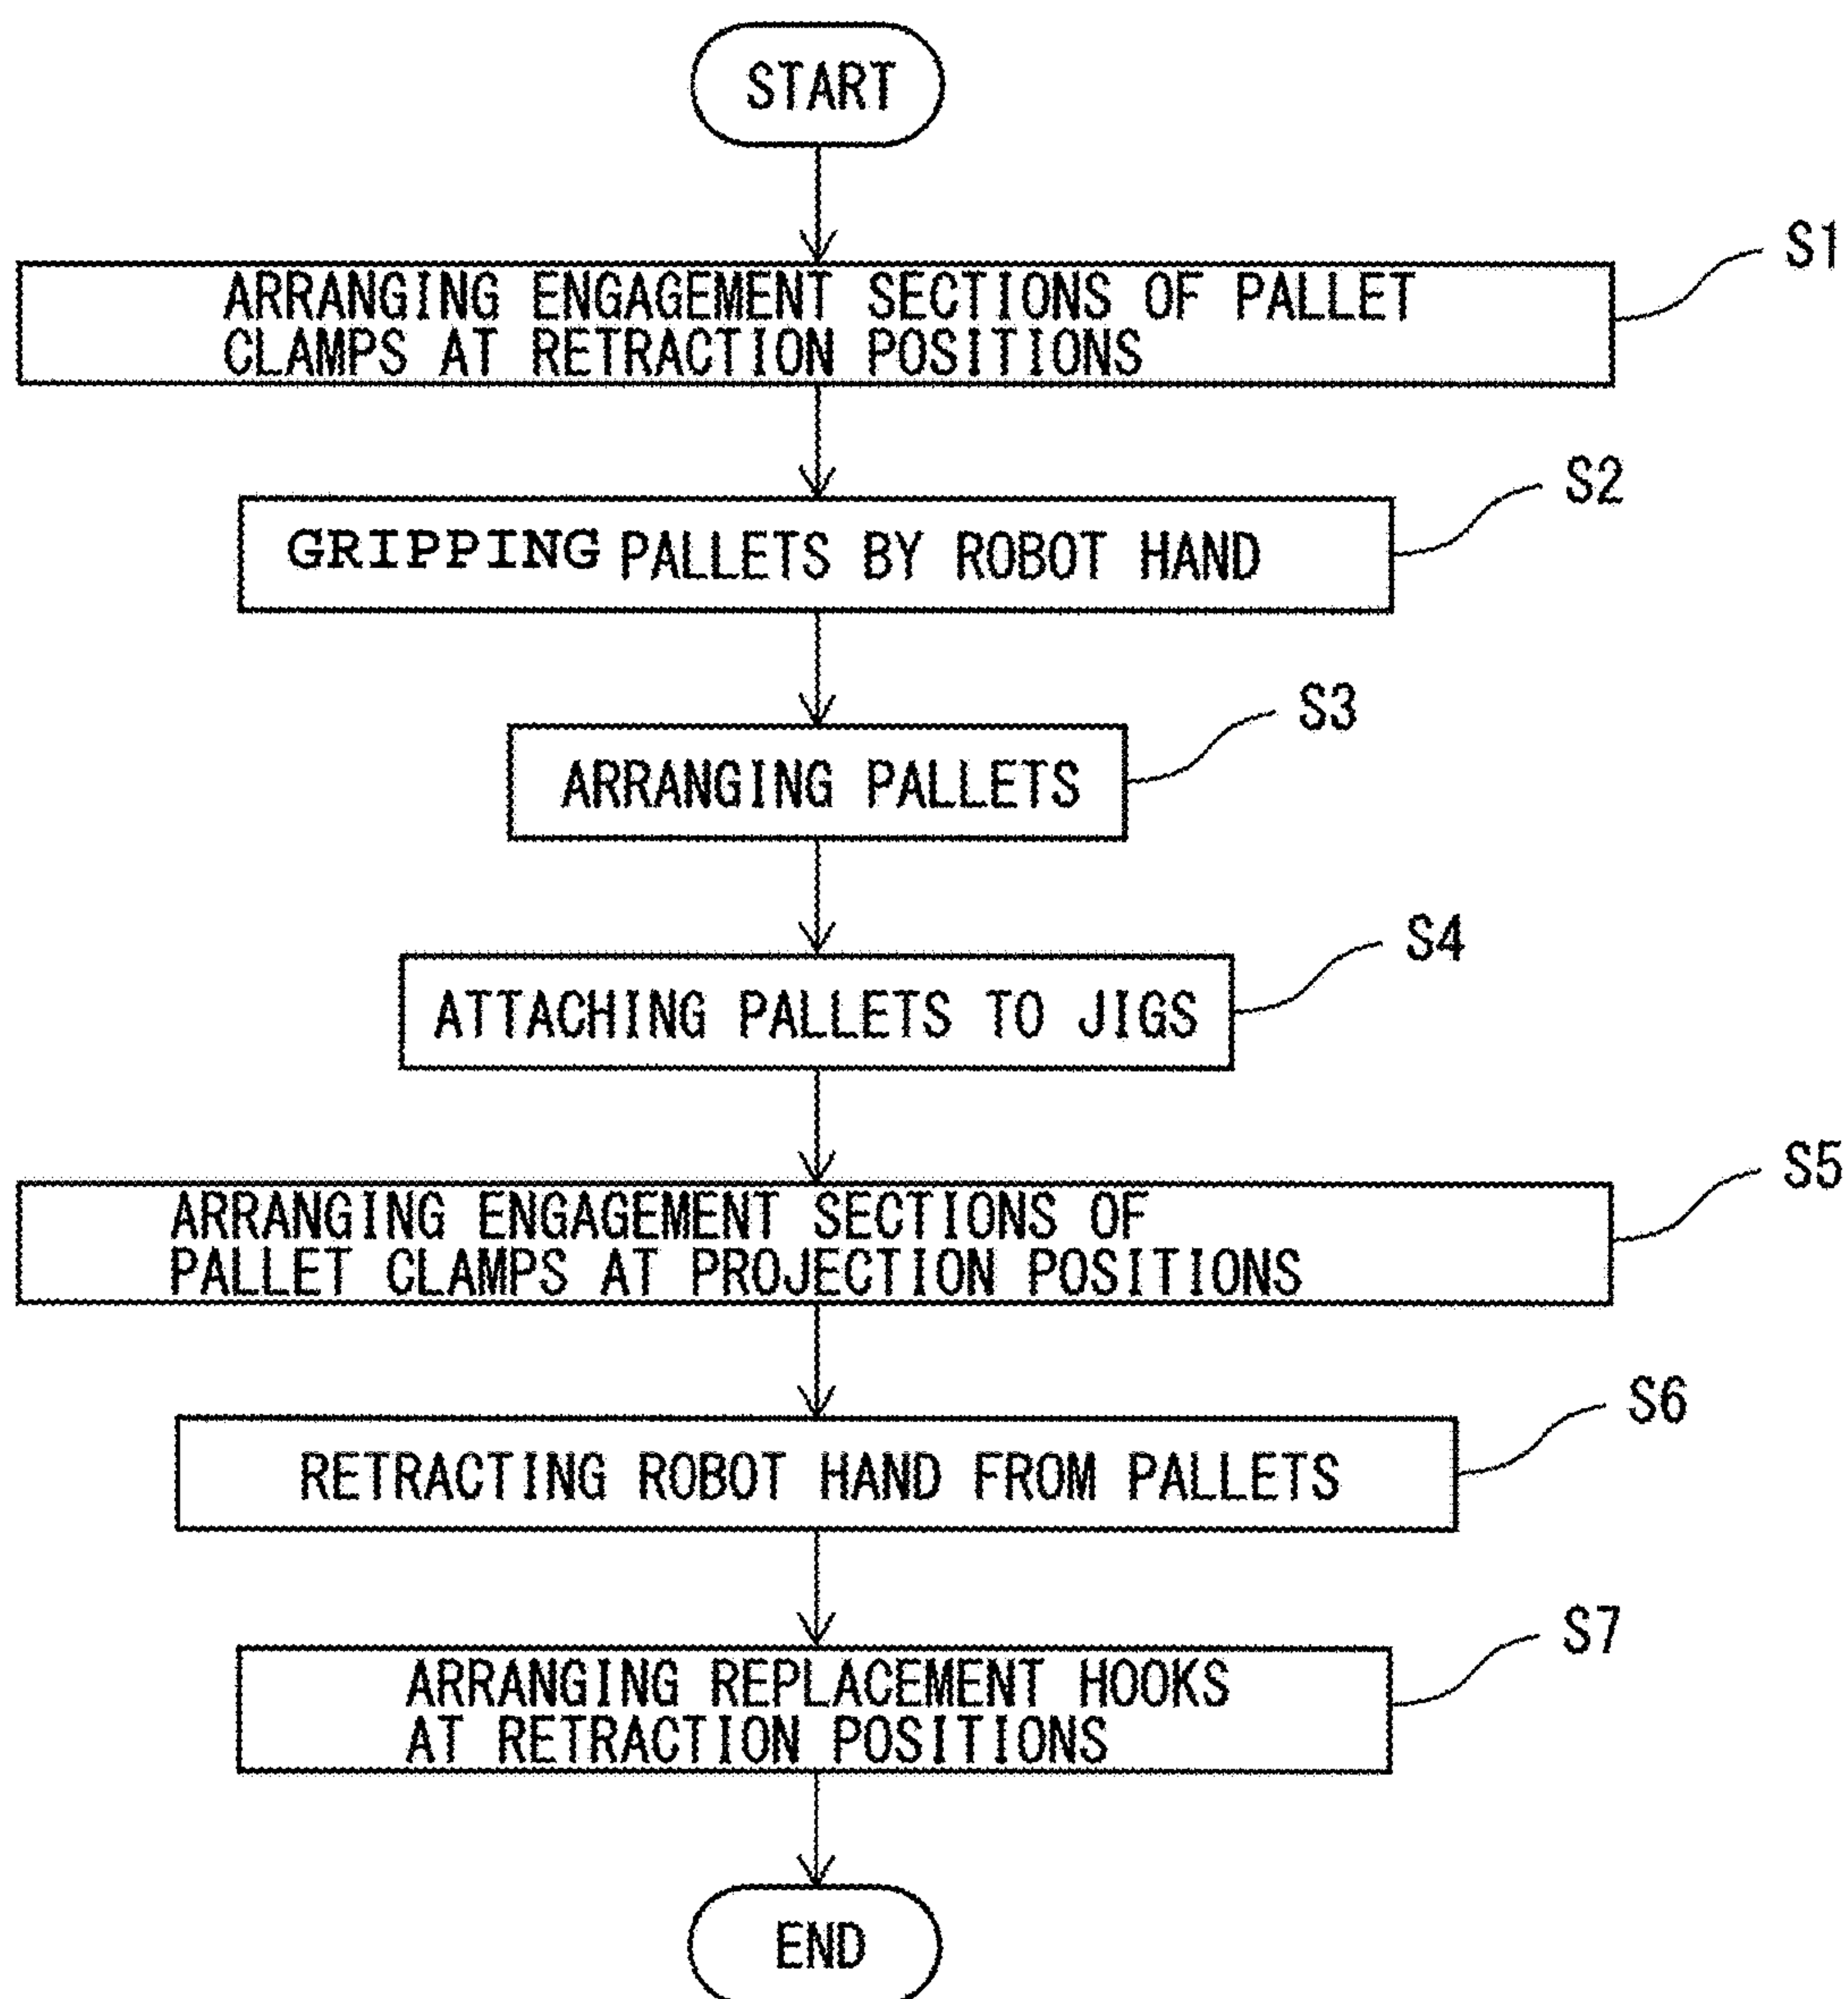 START
S1
ARRANGING ENGAGEMENT SECTIONS OF PALLET
CLAMPS AT RETRACTION POSITIONS
S2
GRIPPING PALLETS BY ROBOT HAND
S3
ARRANGING PALLETS
S4
ATTACHING PALLETS TO JIGS
S5
ARRANGING ENGAGEMENT SECTIONS OF
PALLET CLAMPS AT PROJECTION POSITIONS
S6
RETRACTING ROBOT HAND FROM PALLETS
S7
ARRANGING REPLACEMENT HOOKS
AT RETRACTION POSITIONS
END